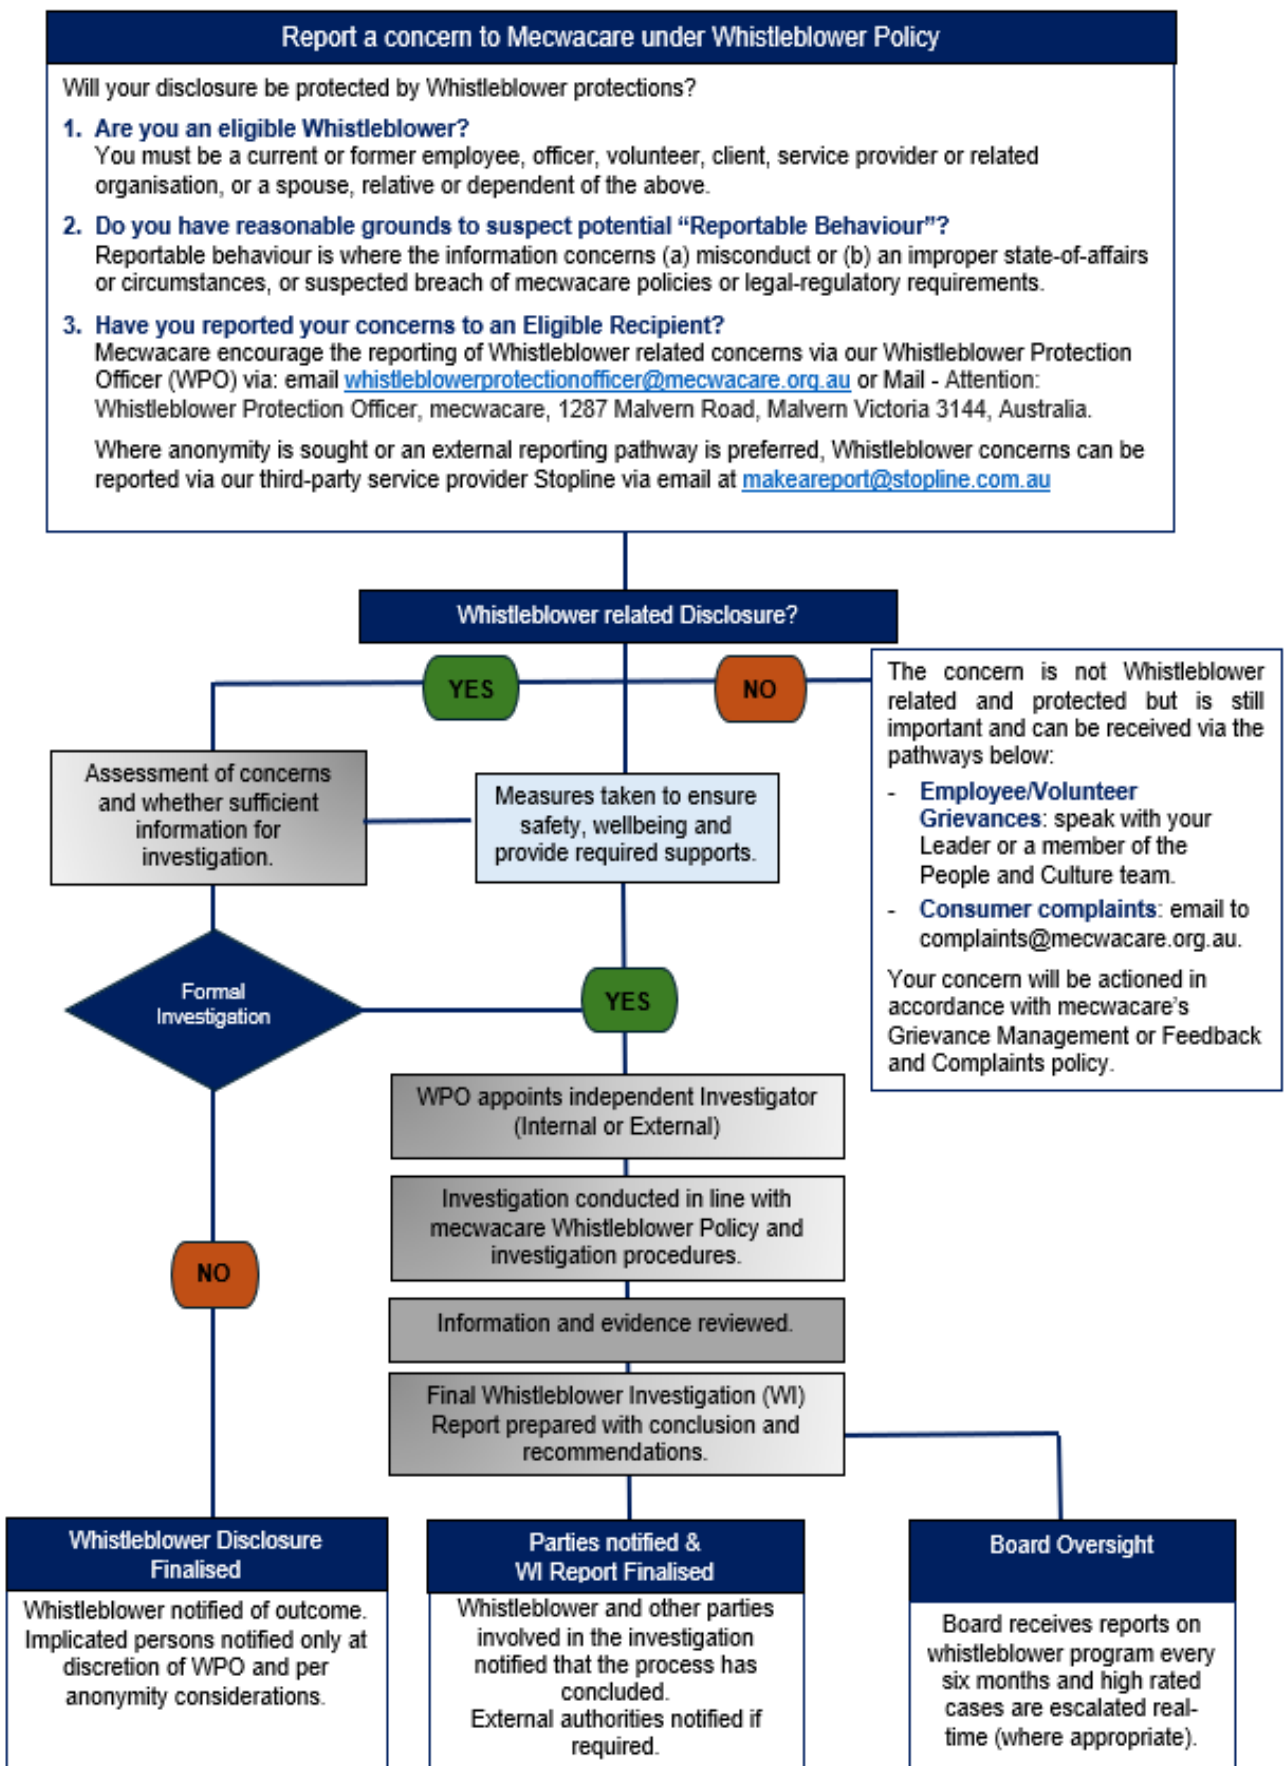 Report a concern to Mecwacare under Whistleblower Policy
Will your disclosure be protected by Whistleblower protections?
1. Are you an eligible Whistleblower?
You must be a current or former employee, officer, volunteer, client, service provider or related
organisation, or a spouse, relative or dependent of the above.
2. Do you have reasonable grounds to suspect potential “Reportable Behaviour”?
Reportable behaviour is where the information concerns (a) misconduct or (b) an improper state-of-affairs
or circumstances, or suspected breach of mecwacare policies or legal-regulatory requirements.
3. Have you reported your concerns to an Eligible Recipient?
Mecwacare encourage the reporting of Whistleblower related concerns via our Whistleblower Protection
Officer (WPO) via: email whistleblowerprotectionofficer@mecwacare.org.au or Mail - Attention:
Whistleblower Protection Officer, mecwacare, 1287 Malvern Road, Malvern Victoria 3144, Australia.
Where anonymity is sought or an external reporting pathway is preferred, Whistleblower concerns can be
reported via our third-party service provider Stopline via email at makeareport@stopline.com.au
Whistleblower related Disclosure?
YES
NO
The concern is not Whistleblower
related and protected but is still
important and can be received via the
pathways below:
- Employee/Volunteer
Grievances: speak with your
Leader or a member of the
People and Culture team.
- Consumer complaints: email to
complaints@mecwacare.org.au.
Your concern will be actioned in
accordance with mecwacare’s
Grievance Management or Feedback
and Complaints policy.
Assessment of concerns
and whether sufficient
information for
investigation.
Measures taken to ensure
safety, wellbeing and
provide required supports.
Formal
Investigation
YES
WPO appoints independent Investigator
(Internal or External)
Investigation conducted in line with
mecwacare Whistleblower Policy and
investigation procedures.
NO
Information and evidence reviewed.
Final Whistleblower Investigation (WI)
Report prepared with conclusion and
recommendations.
Whistleblower Disclosure
Finalised
Whistleblower notified of outcome.
Implicated persons notified only at
discretion of WPO and per
anonymity considerations.
Parties notified &
WI Report Finalised
Whistleblower and other parties
involved in the investigation
notified that the process has
concluded.
External authorities notified if
required.
Board Oversight
Board receives reports on
whistleblower program every
six months and high rated
cases are escalated real-
time (where appropriate).